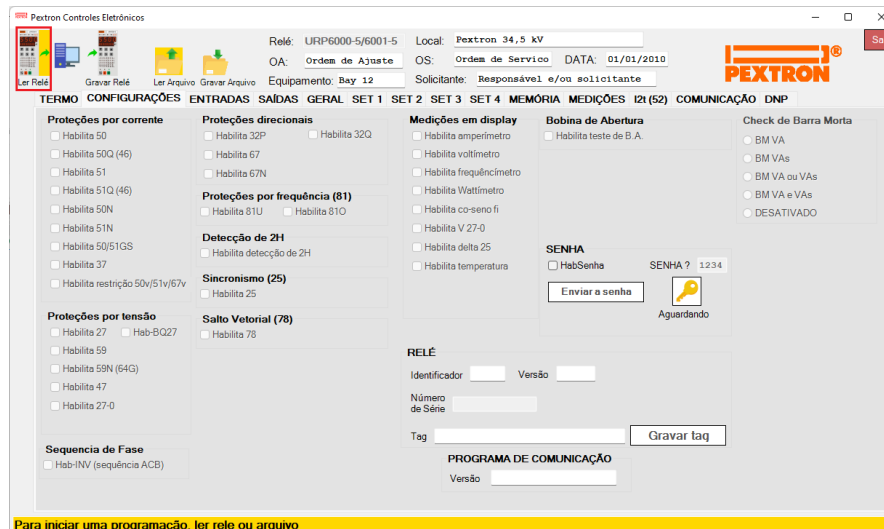 Pextron Controles Eletrônicos
Relé: URP6000-5/6001-5 Local: Pextron 34,5 kV
OA: Ordem de Ajuste OS: Ordem de Servico DATA: 01/01/2010
Equipamento: Bay 12 Solicitante: Responsável e/ou solicitante
PEXTRON®
Ler Relé Gravar Relé Ler Arquivo Gravar Arquivo
TERMO CONFIGURAÇÕES ENTRADAS SAÍDAS GERAL SET 1 SET 2 SET 3 SET 4 MEMÓRIA MEDIÇÕES I2t (52) COMUNICAÇÃO DNP
Proteções por corrente
Habilita 50
Habilita 50Q (46)
Habilita 51
Habilita 51Q (46)
Habilita 50N
Habilita 51N
Habilita 50/51GS
Habilita 37
Habilita restrição 50v/51v/67v
Proteções por tensão
Habilita 27 Hab-BQ27
Habilita 59
Habilita 59N (64G)
Habilita 47
Habilita 27-0
Sequencia de Fase
Hab-INV (sequência ACB)
Proteções direcionais
Habilita 32P Habilita 32Q
Habilita 67
Habilita 67N
Proteções por frequência (81)
Habilita 81U Habilita 81O
Detecção de 2H
Habilita detecção de 2H
Sincronismo (25)
Habilita 25
Salto Vetorial (78)
Habilita 78
Medições em display
Habilita amperímetro
Habilita voltímetro
Habilita frequêncímetro
Habilita Wattímetro
Habilita co-seno fi
Habilita V 27-0
Habilita delta 25
Habilita temperatura
Bobina de Abertura
Habilita teste de B.A.
SENHA
HabSenha SENHA ? 1234
Enviar a senha
Aguardando
Check de Barra Morta
BM VA
BM VAs
BM VA ou VAs
BM VA e VAs
DESATIVADO
RELÉ
Identificador Versão
Número
de Série
Tag Gravar tag
PROGRAMA DE COMUNICAÇÃO
Versão
Para iniciar uma programação, ler rele ou arquivo